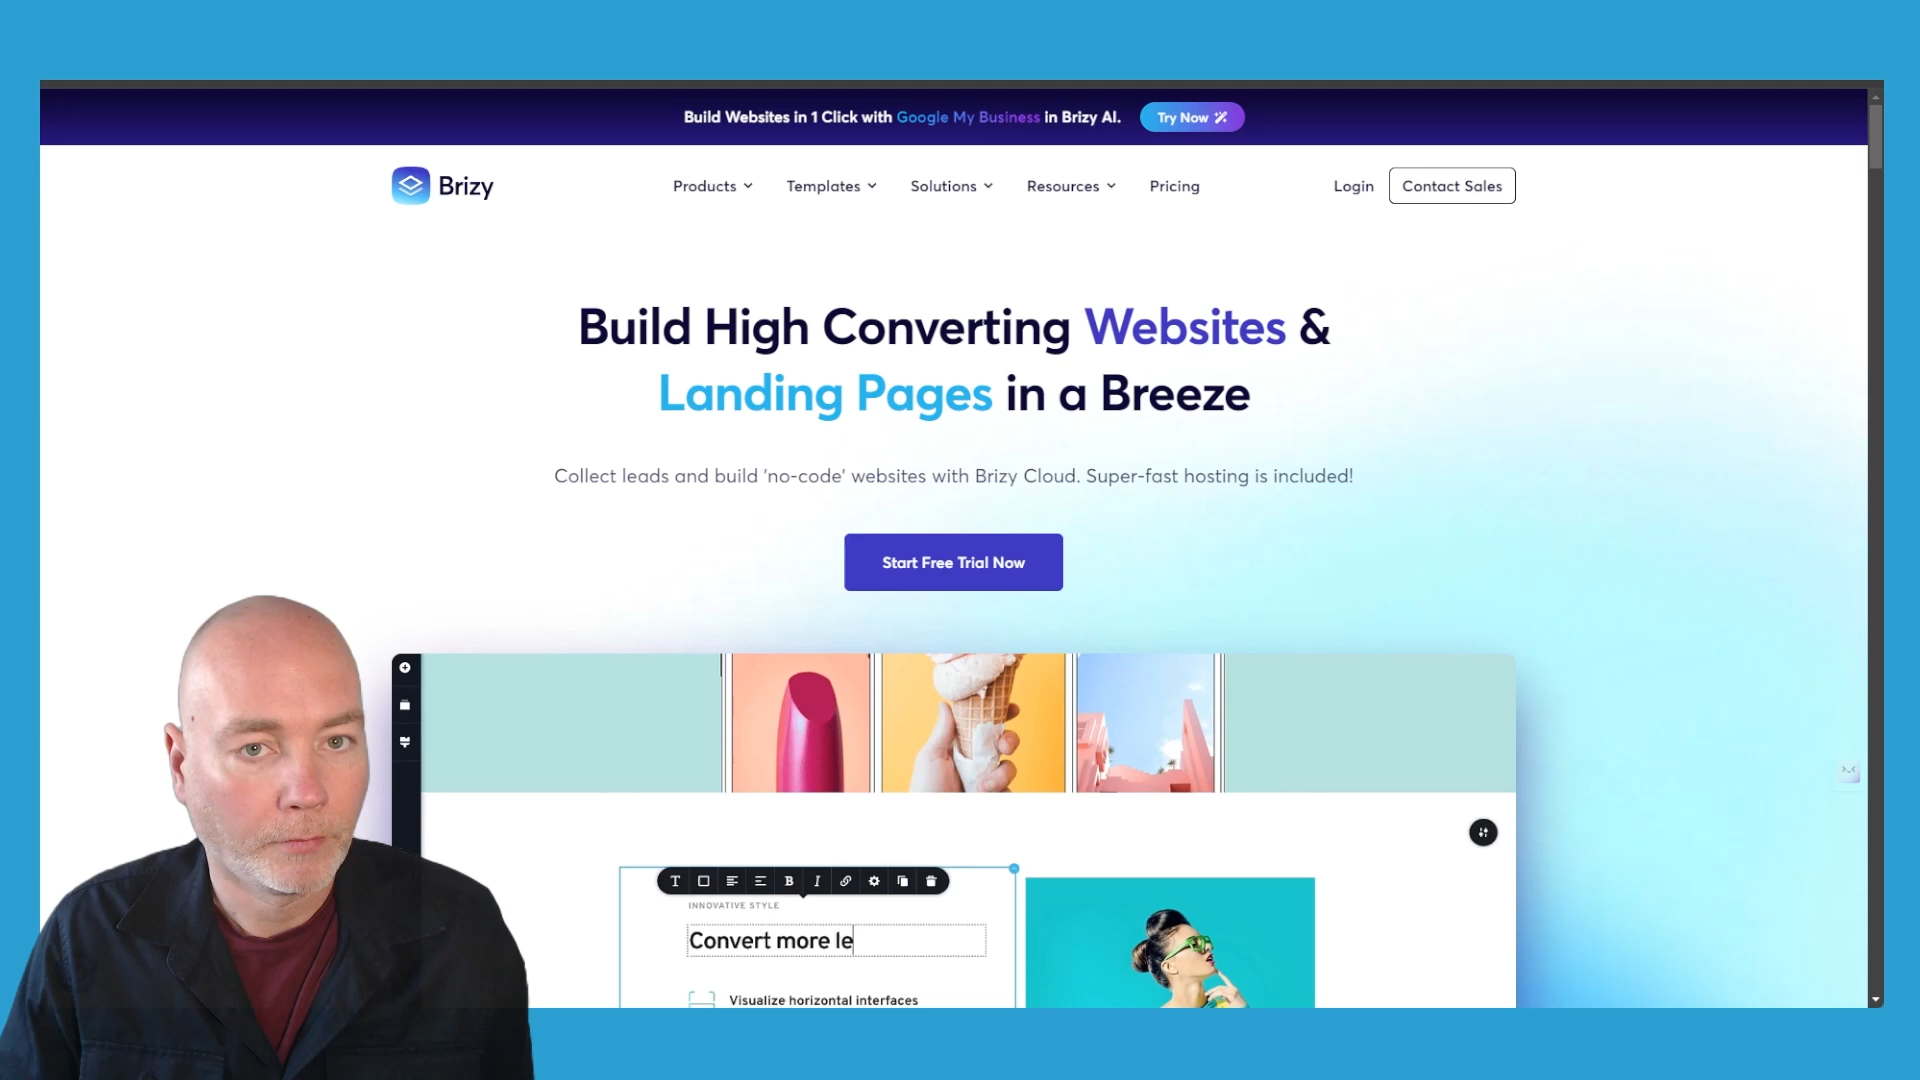 Build Websites in 1 Click with Google My Business in Brizy AI. Try Now
Brizy Products Templates Solutions Resources Pricing Login Contact Sales
Build High Converting Websites &
Landing Pages in a Breeze
Collect leads and build 'no-code' websites with Brizy Cloud. Super-fast hosting is included!
Start Free Trial Now
T B I
INNOVATIVE STYLE
Convert more le
Visualize horizontal interfaces